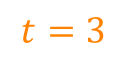 t = 3